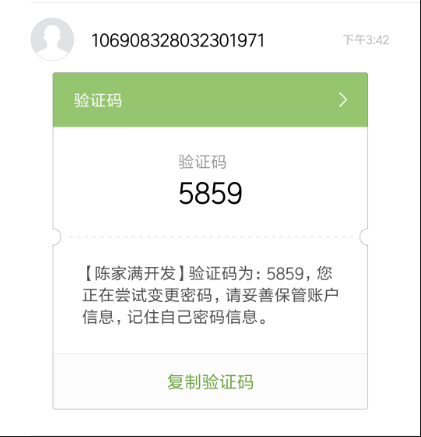 106908328032301971
下午3:42
验证码
验证码
5859
【陈家满开发】验证码为：5859，您
正在尝试变更密码，请妥善保管账户
信息，记住自己密码信息。
复制验证码